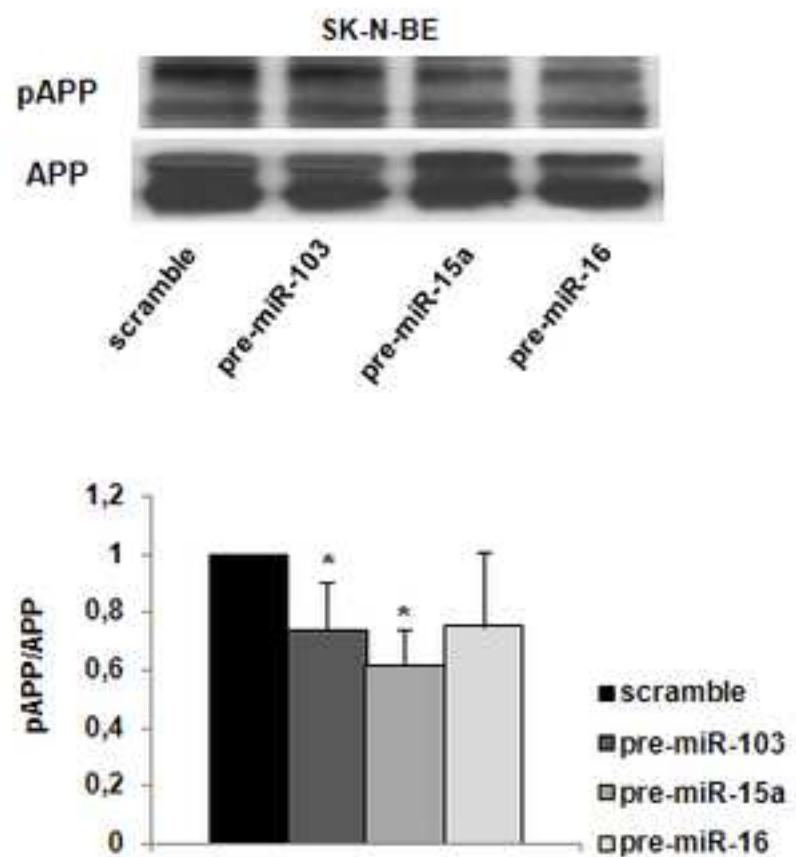 SK-N-BE
pAPP
APP
scramble
pre-miR-103
pre-miR-15a
pre-miR-16
pAPP/APP
1,2
1
0,8
0,6
0,4
0,2
0
*
*
scramble
pre-miR-103
pre-miR-15a
pre-miR-16